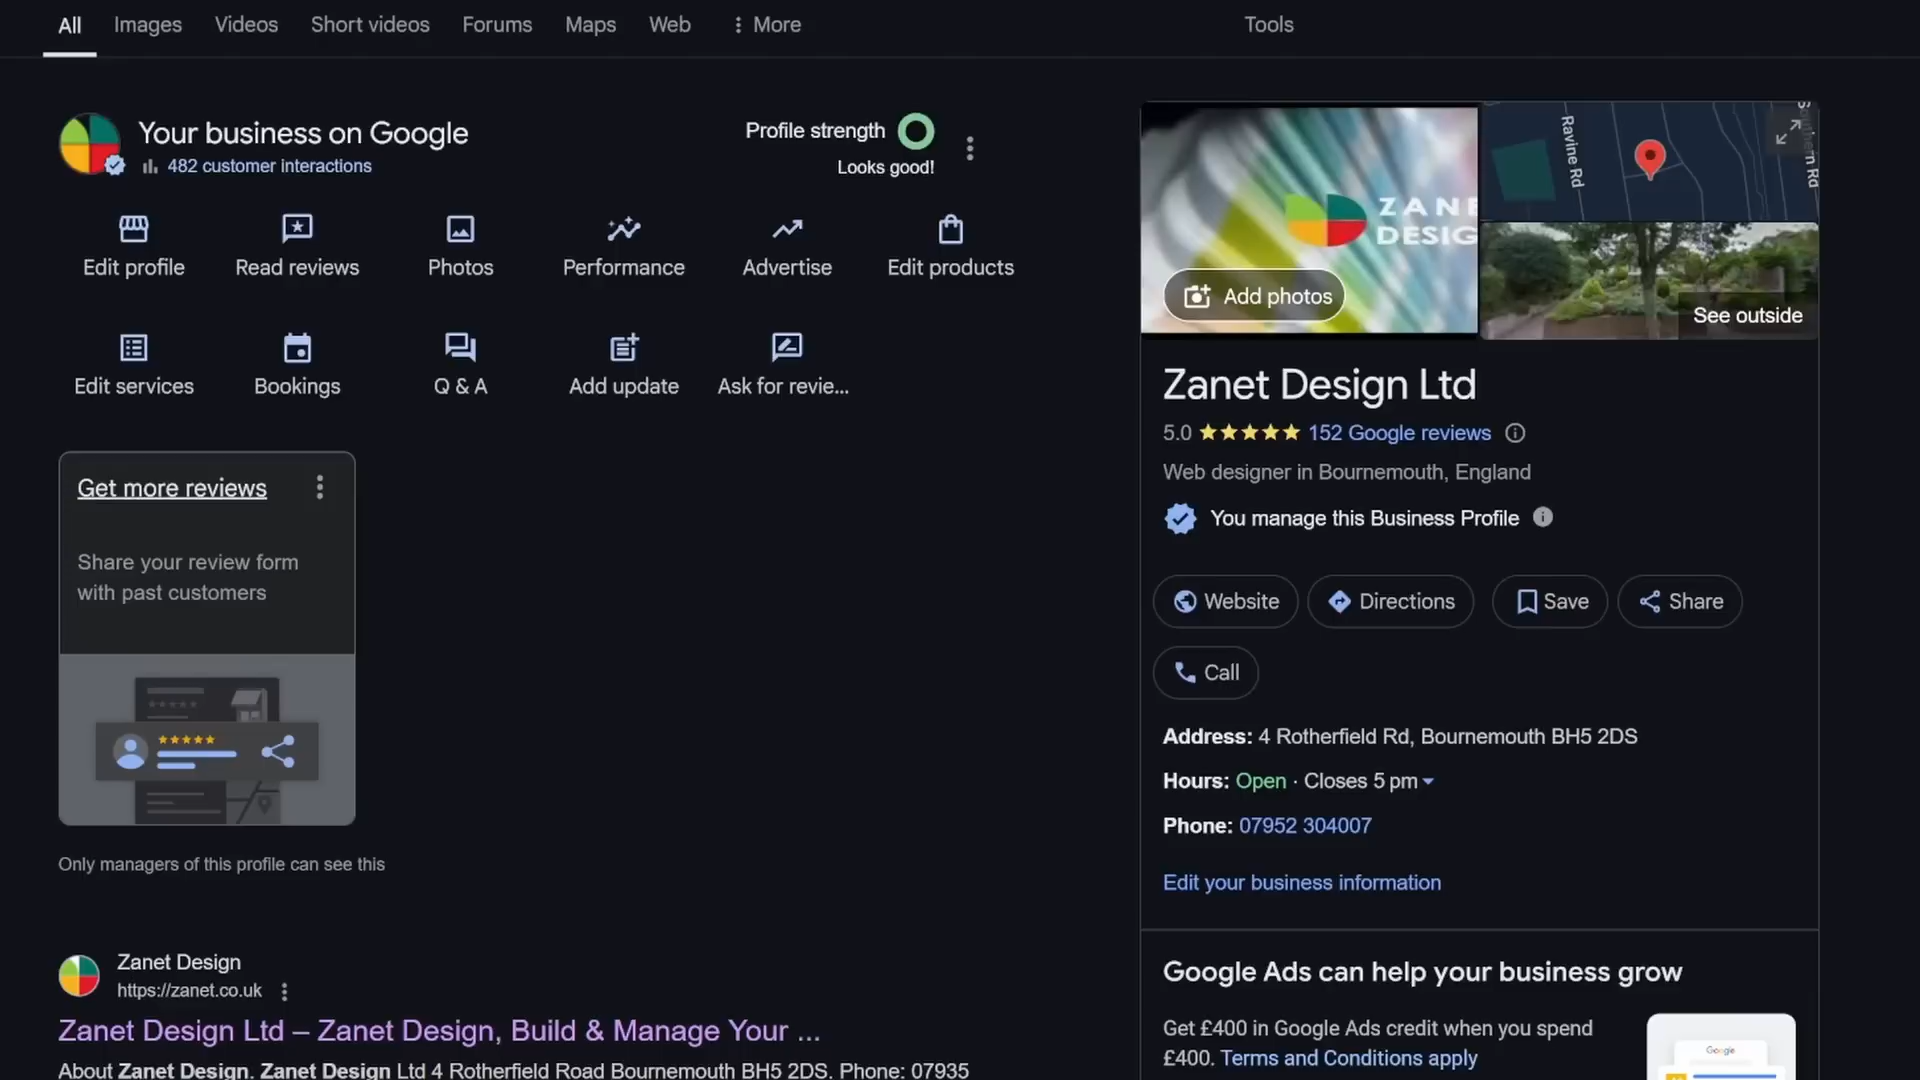 All
Images
Videos
Short videos
Forums
Maps
Web
More
Tools
Your business on Google
482 customer interactions
Profile strength
Looks good!
Edit profile
Read reviews
Photos
Performance
Advertise
Edit products
Edit services
Bookings
Q & A
Add update
Ask for revie...
Get more reviews
Share your review form
with past customers
Only managers of this profile can see this
Zanet Design
https://zanet.co.uk
Zanet Design Ltd – Zanet Design, Build & Manage Your ...
About Zanet Design. Zanet Design Ltd 4 Rotherfield Road Bournemouth BH5 2DS. Phone: 07935
ZANE
DESIG
Add photos
Ravine Rd
Southern Rd
See outside
Zanet Design Ltd
5.0
152 Google reviews
Web designer in Bournemouth, England
You manage this Business Profile
Website
Directions
Save
Share
Call
Address: 4 Rotherfield Rd, Bournemouth BH5 2DS
Hours: Open · Closes 5 pm
Phone: 07952 304007
Edit your business information
Google Ads can help your business grow
Get £400 in Google Ads credit when you spend
£400. Terms and Conditions apply
Google